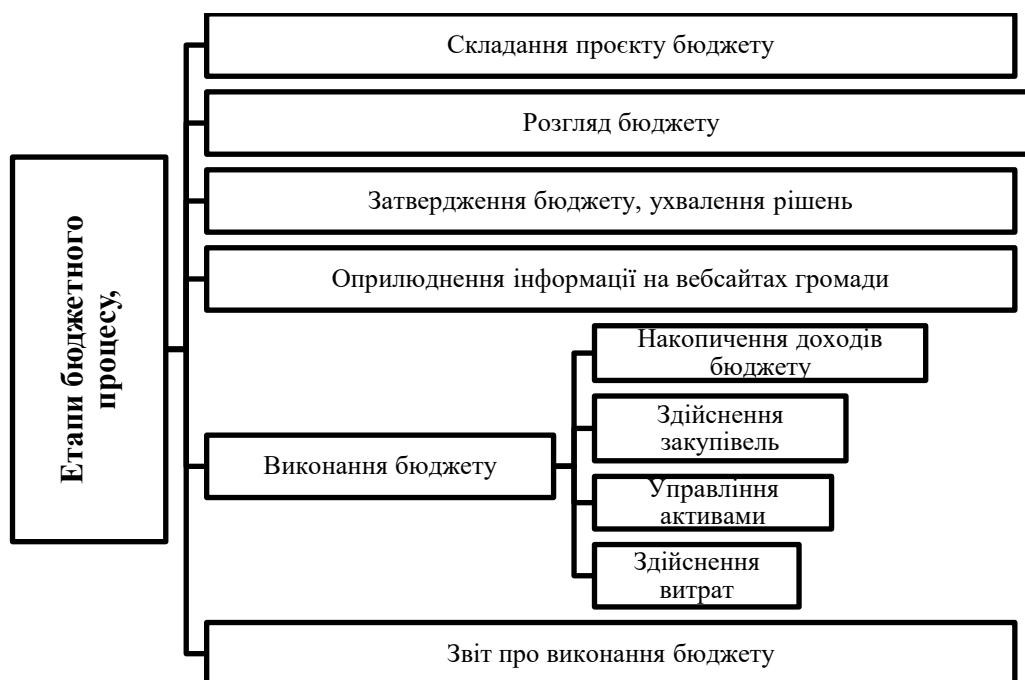 Етапи бюджетного
процесу,
Складання проєкту бюджету
Розгляд бюджету
Затвердження бюджету, ухвалення рішень
Оприлюднення інформації на вебсайтах громади
Виконання бюджету
Накопичення доходів
бюджету
Здійснення
закупівель
Управління
активами
Здійснення
витрат
Звіт про виконання бюджету